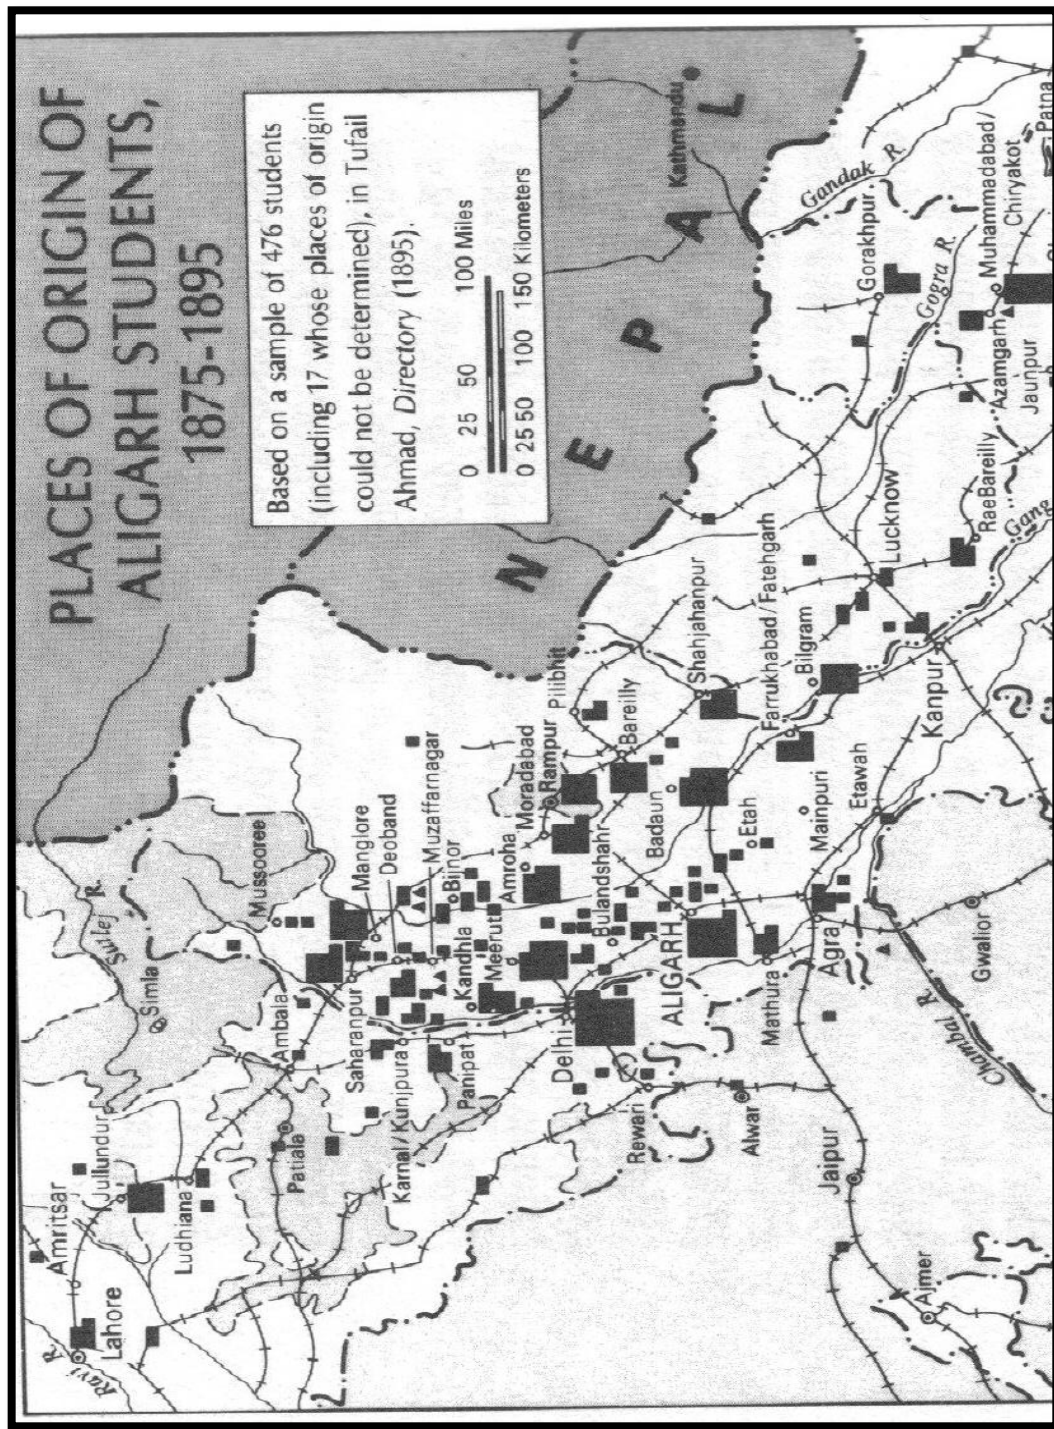 PLACES OF ORIGIN OF
ALIGARH STUDENTS,
1875-1895
Based on a sample of 476 students
(including 17 whose places of origin
could not be determined), in Tufail
Ahmad, Directory (1895).
0 25 50 100 Miles
0 25 50 100 150 Kilometers
NEPAL
Kathmandu
Ravi R.
Lahore
Amritsar
Jullundur
Ludhiana
Sutlej R.
Simla
Patiala
Ambala
Mussooree
Saharanpur
Manglore
Deoband
Muzaffarnagar
Karnal/Kunjpura
Panipat
Kandhla
Bijnor
Meerut
Delhi
Amroha
Moradabad
Rampur
Pilibhit
Bareilly
Bulandshahr
Badaun
Shahjahanpur
Rewari
ALIGARH
Etah
Farrukhabad/Fatehgarh
Bilgram
Alwar
Mathura
Agra
Mainpuri
Etawah
Jaipur
Ajmer
Chambal R.
Gwalior
Kanpur
Lucknow
RaeBareilly
Gang
Gorakhpur
Gandak R.
Gogra R.
Azamgarh
Jaunpur
Muhammadabad/
Chiryakot
Patna